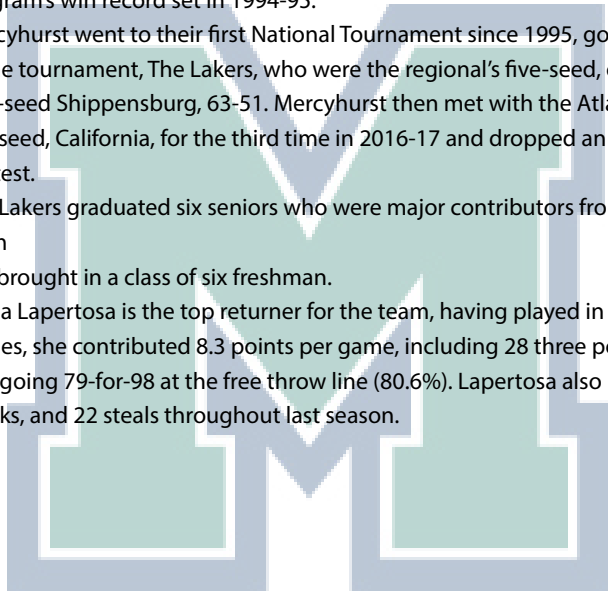 gram's win record set in 1994-95.
cyhurst went to their first National Tournament since 1995, go
e tournament, The Lakers, who were the regional's five-seed,
-seed Shippensburg, 63-51. Mercyhurst then met with the Atla
seed, California, for the third time in 2016-17 and dropped an
test.
Lakers graduated six seniors who were major contributors fro
n
brought in a class of six freshman.
a Lapertosa is the top returner for the team, having played in
es, she contributed 8.3 points per game, including 28 three po
going 79-for-98 at the free throw line (80.6%). Lapertosa also
ks, and 22 steals throughout last season.